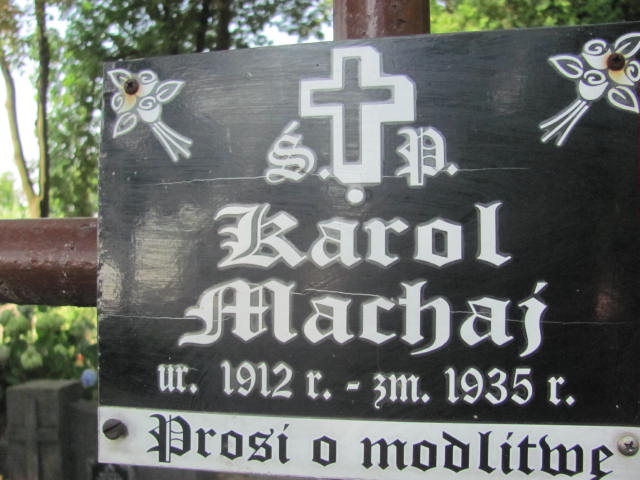 Ś. P.
Karol
Machaj
ur. 1912 r. - zm. 1935 r.
Prosi o modlitwę